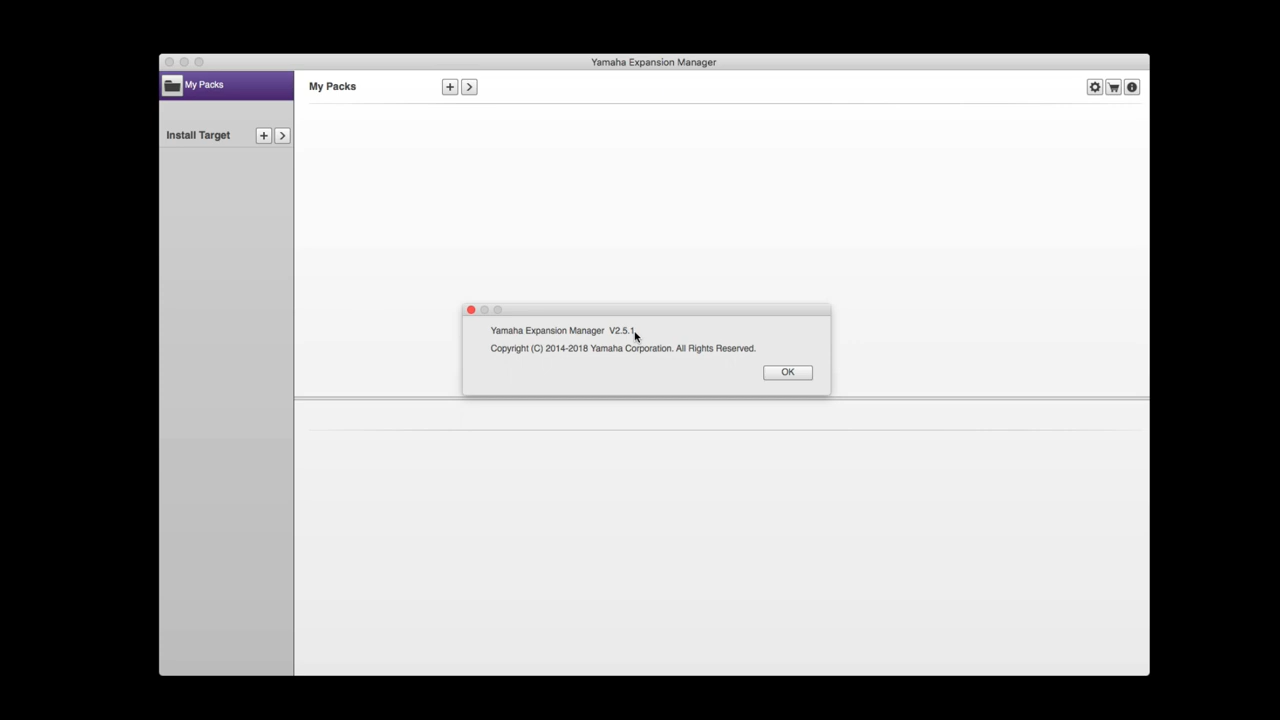 Yamaha Expansion Manager
My Packs
My Packs
Install Target
Yamaha Expansion Manager V2.5.1
Copyright (C) 2014-2018 Yamaha Corporation. All Rights Reserved.
OK